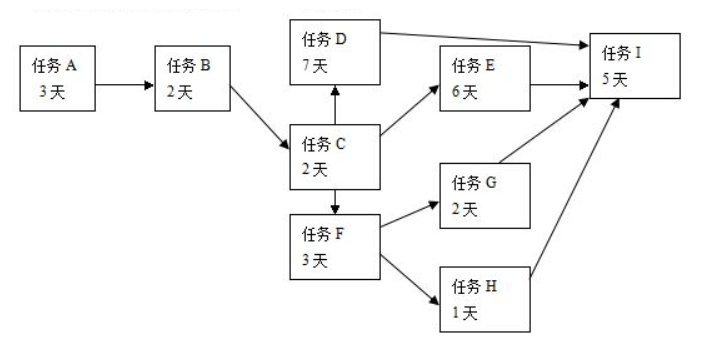 任务 A
3天
任务 B
2天
任务 C
2天
任务 D
7天
任务 E
6天
任务 F
3天
任务 G
2天
任务 H
1天
任务 I
5天